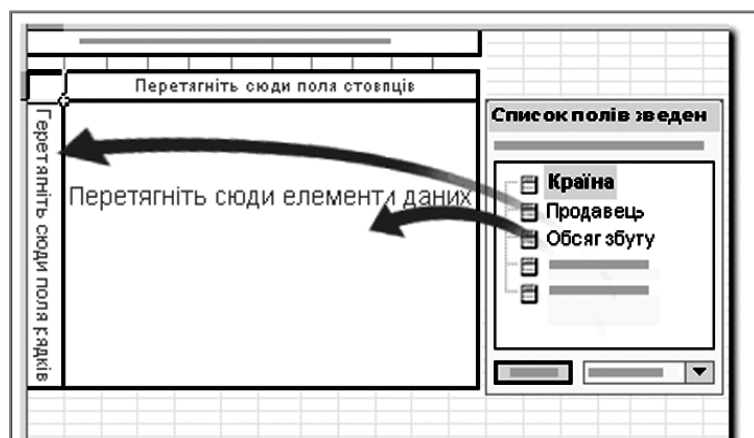 Перетягніть сюди поля стовпців
Список полів зведен
Перетягніть сюди поля рядків
Перетягніть сюди елементи даних
Країна
Продавець
Обсяг збуту